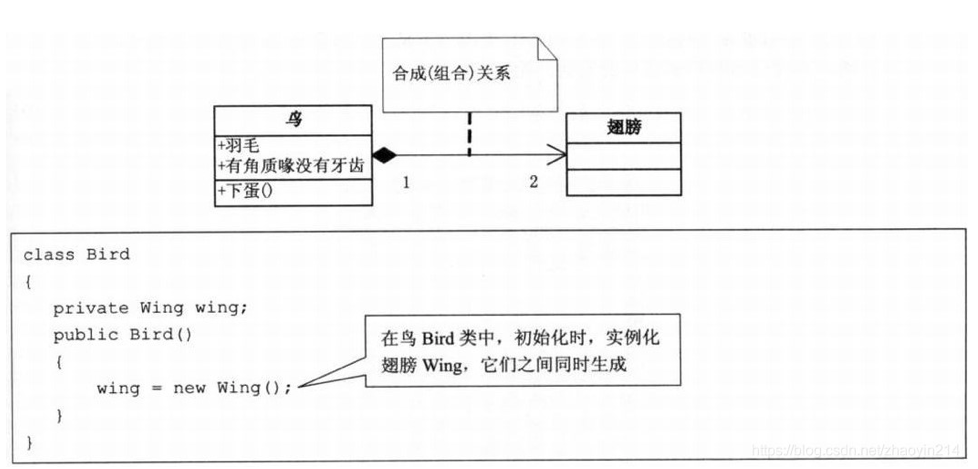 合成(组合)关系
鸟
+羽毛
+有角质喙没有牙齿
+下蛋()
1
2
翅膀
class Bird
{
private Wing wing;
public Bird()
{
wing = new Wing();
}
}
在鸟 Bird 类中，初始化时，实例化
翅膀 Wing，它们之间同时生成
https://blog.csdn.net/zhaoyin214